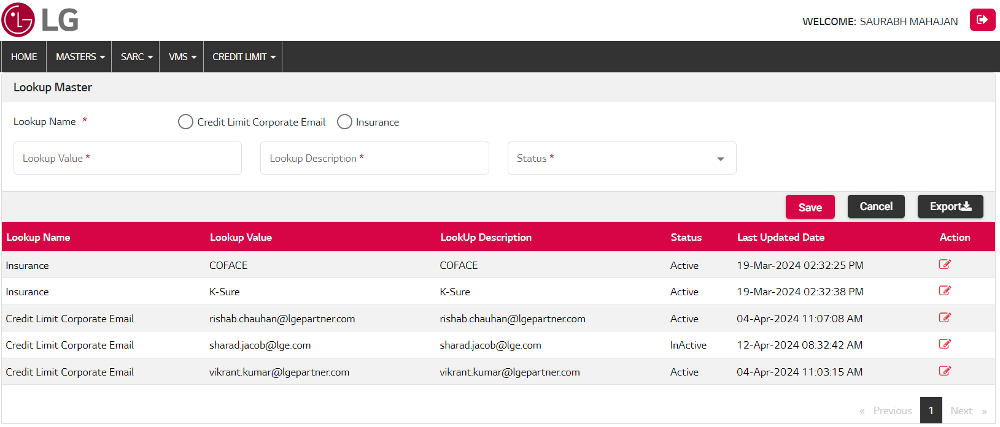 LG
WELCOME: SAURABH MAHAJAN
HOME MASTERS SARC VMS CREDIT LIMIT
Lookup Master
Lookup Name * Credit Limit Corporate Email Insurance
Lookup Value * Lookup Description * Status *
Save Cancel Export
Lookup Name Lookup Value LookUp Description Status Last Updated Date Action
Insurance COFACE COFACE Active 19-Mar-2024 02:32:25 PM
Insurance K-Sure K-Sure Active 19-Mar-2024 02:32:38 PM
Credit Limit Corporate Email rishab.chauhan@lgepartner.com rishab.chauhan@lgepartner.com Active 04-Apr-2024 11:07:08 AM
Credit Limit Corporate Email sharad.jacob@lge.com sharad.jacob@lge.com InActive 12-Apr-2024 08:32:42 AM
Credit Limit Corporate Email vikrant.kumar@lgepartner.com vikrant.kumar@lgepartner.com Active 04-Apr-2024 11:03:15 AM
« Previous 1 Next »